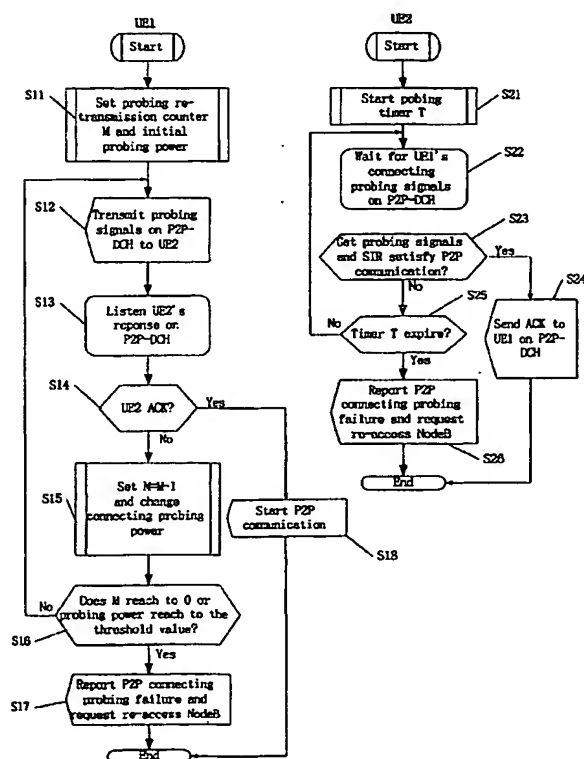 UE1
Start
S11
Set probing re-
transmission counter
M and initial
probing power
S12
Transmit probing
signals on P2P-
DCH to UE2
S13
Listen UE2's
rcponse on
P2P-DCH
S14
UE2 ACK?
Yes
No
S15
Set M=M-1
and change
connecting probing
power
Start P2P
communication
S18
No
Does M reach to 0 or
probing power reach to the
threshold value?
S16
Yes
S17
Report P2P connecting
probing failure and
request re-access NodeB
End
UE2
Start
Start pobing
timer T
S21
Wait for UE1's
connecting
probing signals
on P2P-DCH
S22
S23
Get probing signals
and SIR satisfy P2P
communication?
Yes
No
S24
Send ACK to
UE1 on P2P-
DCH
S25
No
Timer T expire?
Yes
Report P2P
connecting probing
failure and request
re-access NodeB
S26
End